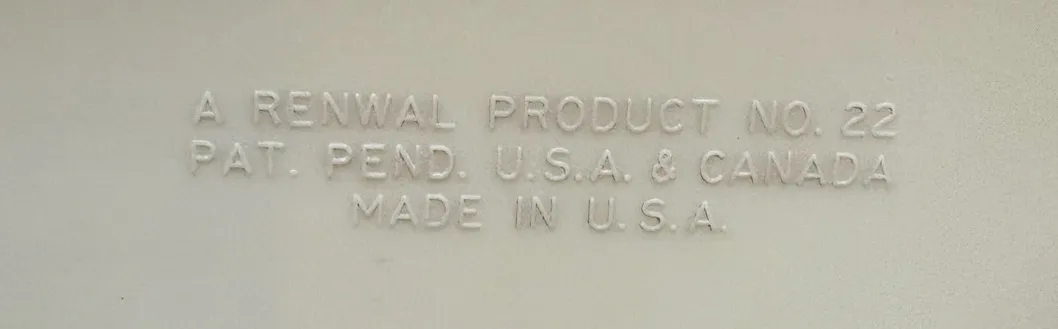 A RENWAL PRODUCT NO. 22
PAT. PEND. U.S.A. & CANADA
MADE IN U.S.A.